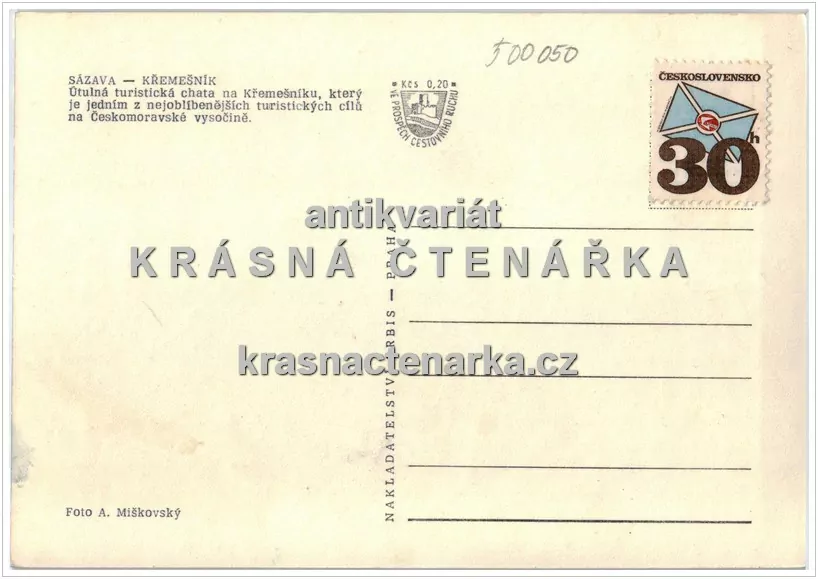 500050
SÁZAVA — KŘEMEŠNÍK
Útulná turistická chata na Křemešníku, který
je jedním z nejoblíbenějších turistických cílů
na Českomoravské vysočině.
Kčs 0,20
VE PROSPĚCH CESTOVNÍHO RUCHU
ČESKOSLOVENSKO
30h
antikvariát
KRÁSNÁ ČTENÁŘKA
krasnactenarka.cz
NAKLADATELSTVÍ ORBIS — PRAHA
Foto A. Miškovský